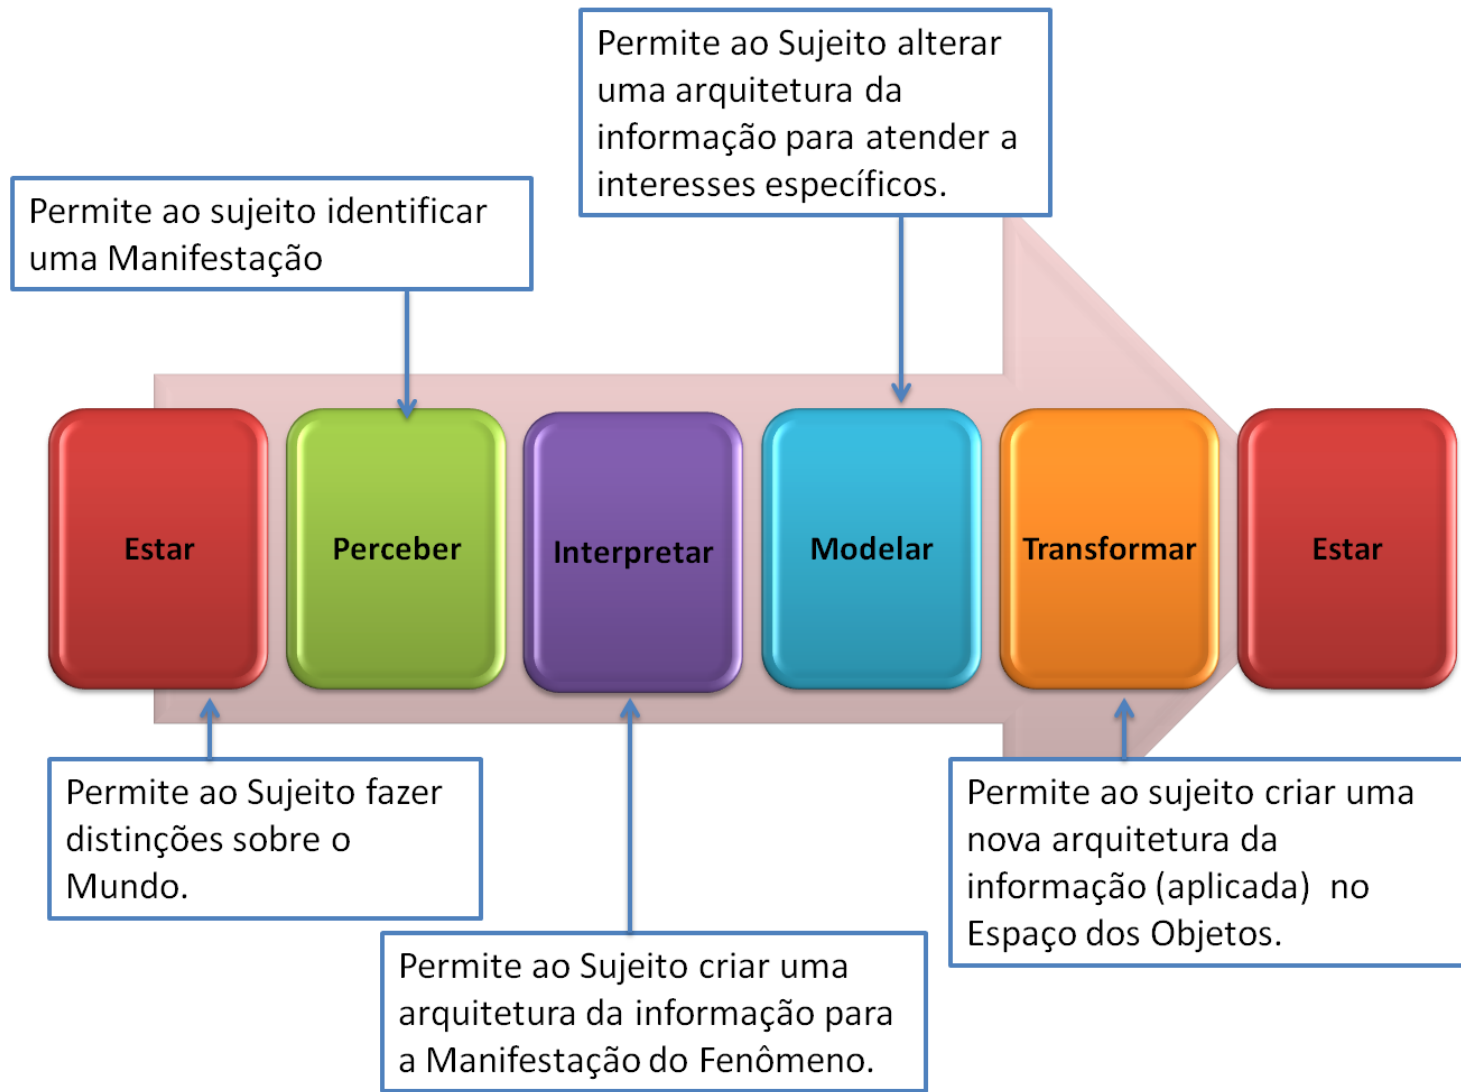 Permite ao Sujeito alterar
uma arquitetura da
informação para atender a
interesses específicos.
Permite ao sujeito identificar
uma Manifestação
Estar
Perceber
Interpretar
Modelar
Transformar
Estar
Permite ao Sujeito fazer
distinções sobre o
Mundo.
Permite ao sujeito criar uma
nova arquitetura da
informação (aplicada)  no
Espaço dos Objetos.
Permite ao Sujeito criar uma
arquitetura da informação para
a Manifestação do Fenômeno.